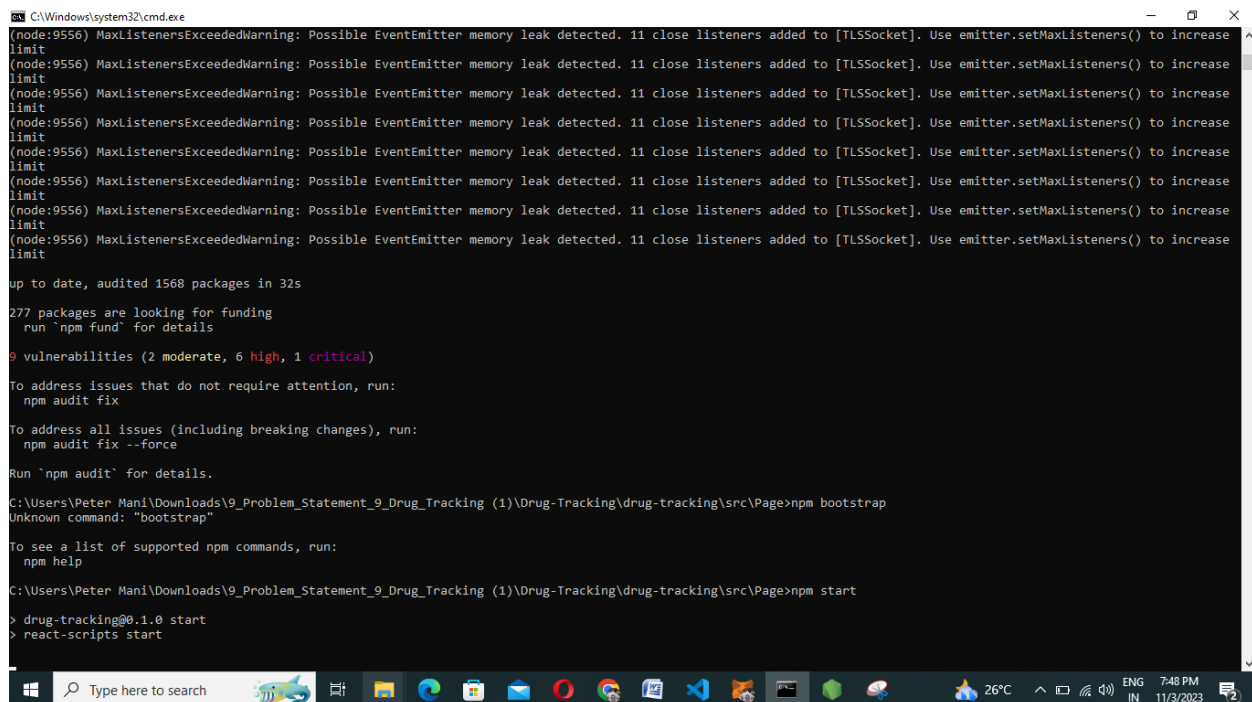 C:\Windows\system32\cmd.exe
(node:9556) MaxListenersExceededWarning: Possible EventEmitter memory leak detected. 11 close listeners added to [TLSSocket]. Use emitter.setMaxListeners() to increase
limit
(node:9556) MaxListenersExceededWarning: Possible EventEmitter memory leak detected. 11 close listeners added to [TLSSocket]. Use emitter.setMaxListeners() to increase
limit
(node:9556) MaxListenersExceededWarning: Possible EventEmitter memory leak detected. 11 close listeners added to [TLSSocket]. Use emitter.setMaxListeners() to increase
limit
(node:9556) MaxListenersExceededWarning: Possible EventEmitter memory leak detected. 11 close listeners added to [TLSSocket]. Use emitter.setMaxListeners() to increase
limit
(node:9556) MaxListenersExceededWarning: Possible EventEmitter memory leak detected. 11 close listeners added to [TLSSocket]. Use emitter.setMaxListeners() to increase
limit
(node:9556) MaxListenersExceededWarning: Possible EventEmitter memory leak detected. 11 close listeners added to [TLSSocket]. Use emitter.setMaxListeners() to increase
limit
(node:9556) MaxListenersExceededWarning: Possible EventEmitter memory leak detected. 11 close listeners added to [TLSSocket]. Use emitter.setMaxListeners() to increase
limit
(node:9556) MaxListenersExceededWarning: Possible EventEmitter memory leak detected. 11 close listeners added to [TLSSocket]. Use emitter.setMaxListeners() to increase
limit
up to date, audited 1568 packages in 32s
277 packages are looking for funding
run `npm fund` for details
9 vulnerabilities (2 moderate, 6 high, 1 critical)
To address issues that do not require attention, run:
npm audit fix
To address all issues (including breaking changes), run:
npm audit fix --force
Run `npm audit` for details.
C:\Users\Peter Mani\Downloads\9_Problem_Statement_9_Drug_Tracking (1)\Drug-Tracking\drug-tracking\src\Page>npm bootstrap
Unknown command: "bootstrap"
To see a list of supported npm commands, run:
npm help
C:\Users\Peter Mani\Downloads\9_Problem_Statement_9_Drug_Tracking (1)\Drug-Tracking\drug-tracking\src\Page>npm start
> drug-tracking@0.1.0 start
> react-scripts start
Type here to search
26°C
ENG
IN
7:48 PM
11/3/2023
2